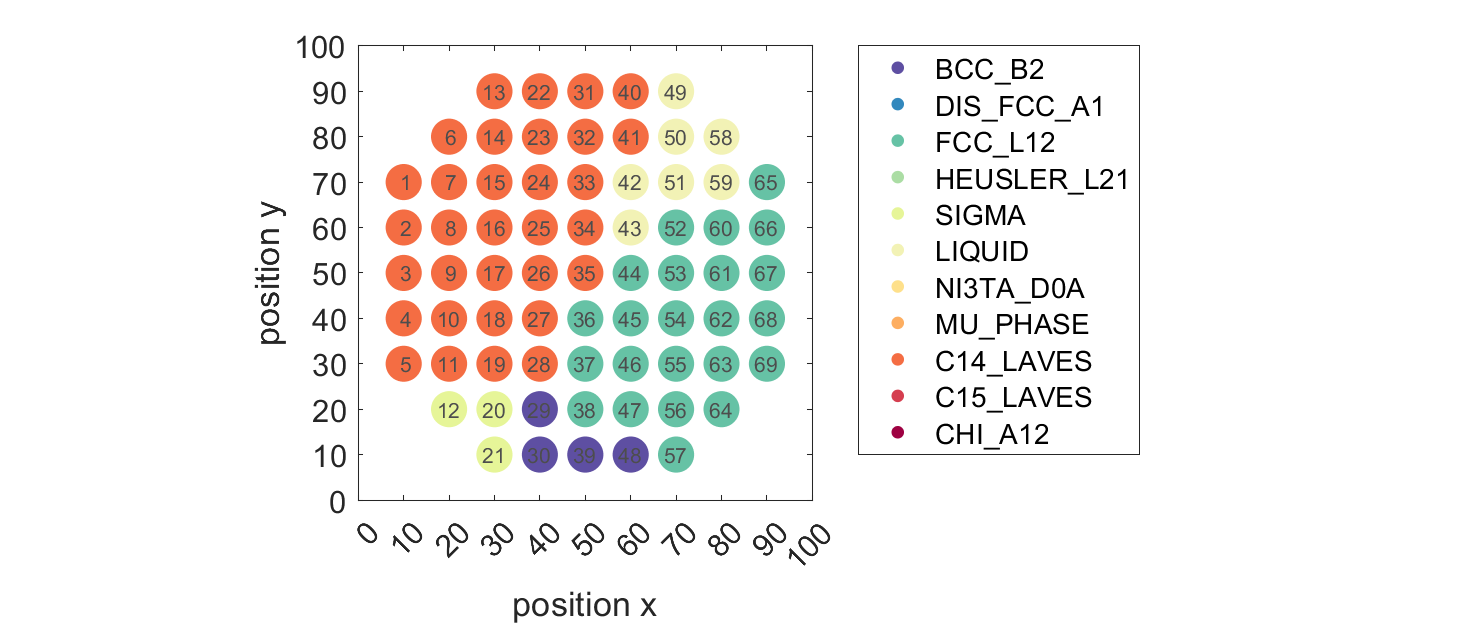 100
90
80
70
60
50
40
30
20
10
0
13 22 31 40 49
6 14 23 32 41 50 58
1 7 15 24 33 42 51 59 65
2 8 16 25 34 43 52 60 66
3 9 17 26 35 44 53 61 67
4 10 18 27 36 45 54 62 68
5 11 19 28 37 46 55 63 69
12 20 29 38 47 56 64
21 30 39 48 57
0 10 20 30 40 50 60 70 80 90 100
position x
position y
BCC_B2
DIS_FCC_A1
FCC_L12
HEUSLER_L21
SIGMA
LIQUID
NI3TA_D0A
MU_PHASE
C14_LAVES
C15_LAVES
CHI_A12